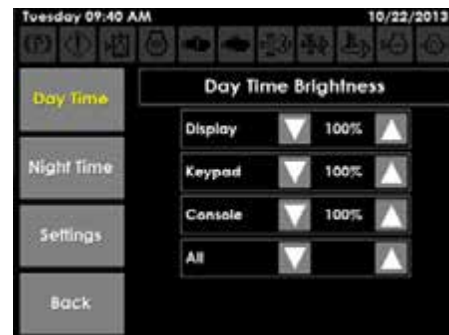 Tuesday 09:40 AM 10/22/2013
Day Time
Day Time Brightness
Display 100%
Night Time
Keypad 100%
Console 100%
Settings
All
Back